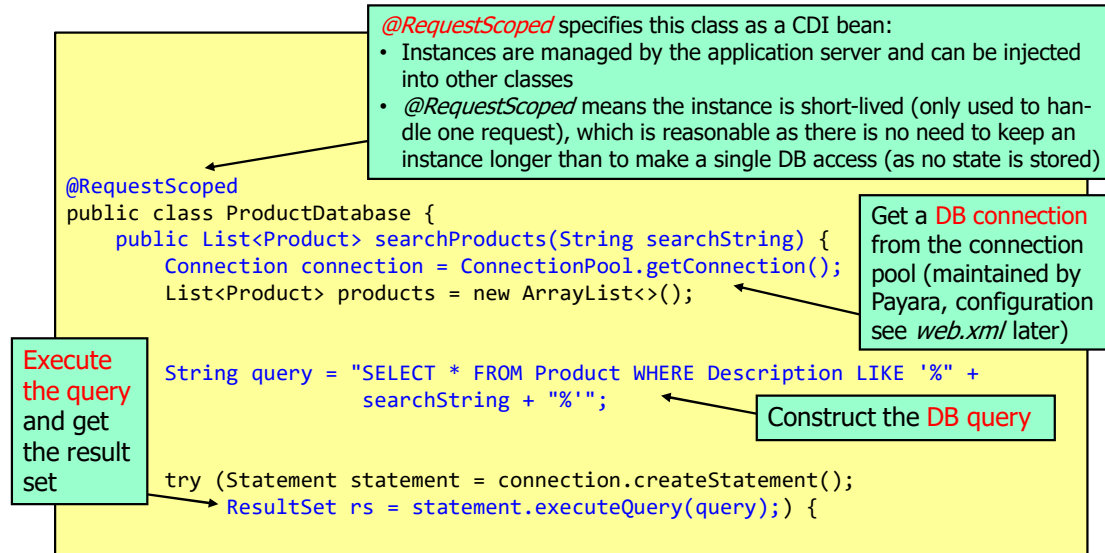 @RequestScoped specifies this class as a CDI bean:
• Instances are managed by the application server and can be injected
into other classes
• @RequestScoped means the instance is short-lived (only used to han-
dle one request), which is reasonable as there is no need to keep an
instance longer than to make a single DB access (as no state is stored)
@RequestScoped
public class ProductDatabase {
public List<Product> searchProducts(String searchString) {
Connection connection = ConnectionPool.getConnection();
List<Product> products = new ArrayList<>();
Get a DB connection
from the connection
pool (maintained by
Payara, configuration
see web.xml later)
String query = "SELECT * FROM Product WHERE Description LIKE '%" +
searchString + "%'";
Construct the DB query
Execute
the query
and get
the result
set
try (Statement statement = connection.createStatement();
ResultSet rs = statement.executeQuery(query);) {